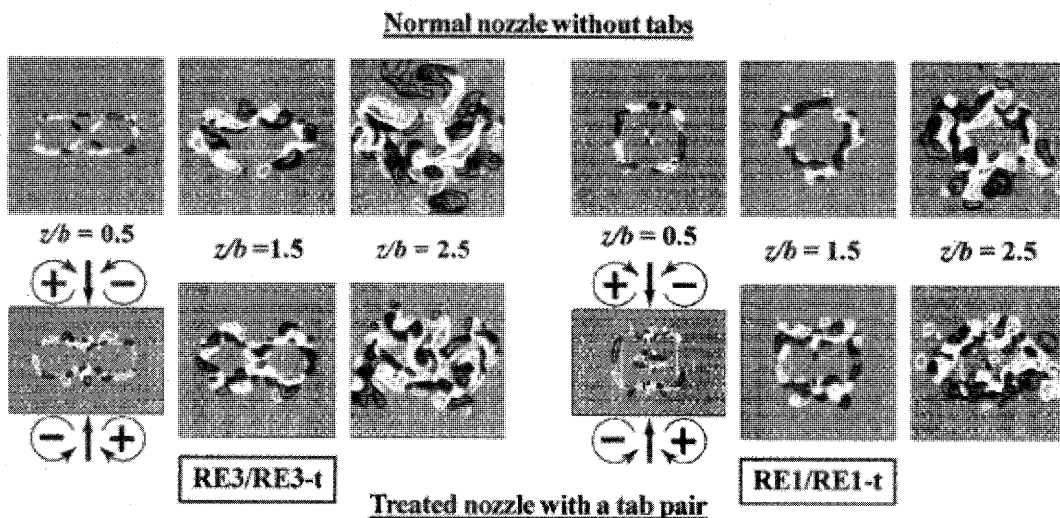 Normal nozzle without tabs
z/b = 0.5
z/b =1.5
z/b = 2.5
z/b = 0.5
z/b = 1.5
z/b = 2.5
+ −
+ −
− +
− +
RE3/RE3-t
RE1/RE1-t
Treated nozzle with a tab pair